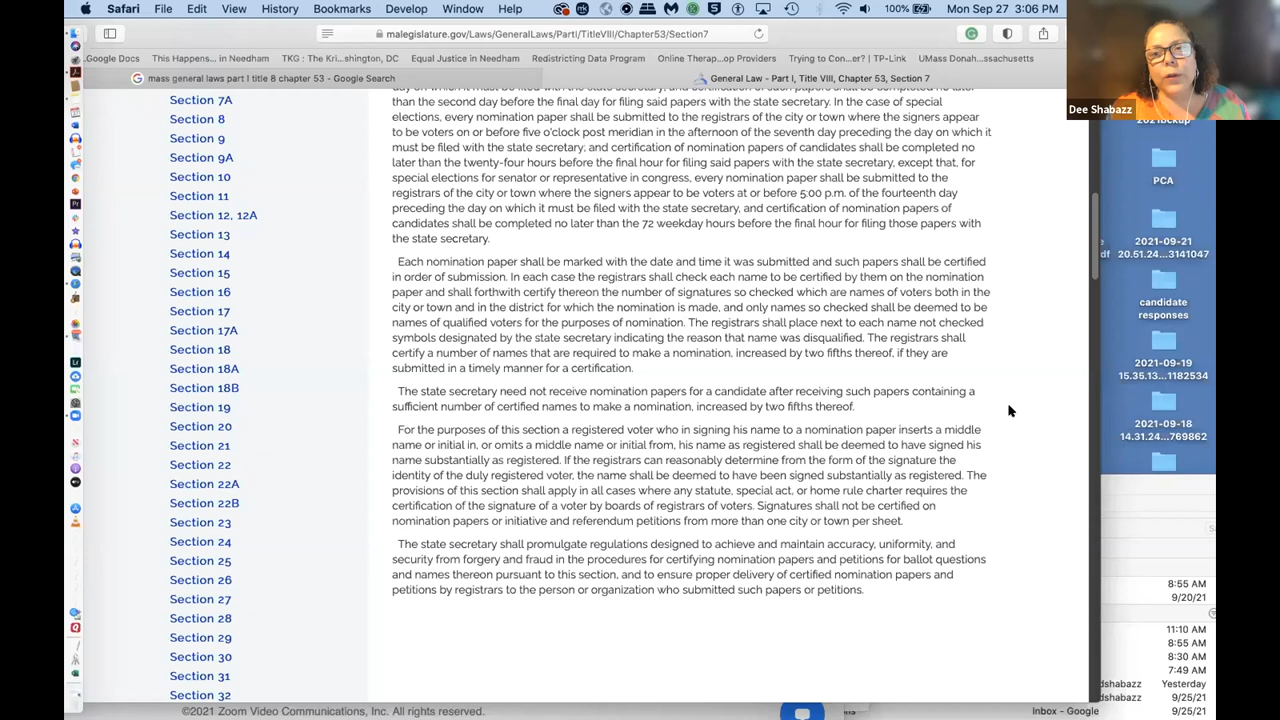 Safari File Edit View History Bookmarks Develop Window Help 100% Mon Sep 27 3:06 PM
malegislature.gov/Laws/GeneralLaws/PartI/TitleVIII/Chapter53/Section7
Google Docs This Happens... in Needham TKG : The Kri...shington, DC Equal Justice in Needham Redistricting Data Program Online Therap...op Providers Trying to Con...er? | TP-Link UMass Donah...ssachusetts
mass general laws part I title 8 chapter 53 - Google Search
General Law - Part I, Title VIII, Chapter 53, Section 7
Dee Shabazz
Section 7A
Section 8
Section 9
Section 9A
Section 10
Section 11
Section 12, 12A
Section 13
Section 14
Section 15
Section 16
Section 17
Section 17A
Section 18
Section 18A
Section 18B
Section 19
Section 20
Section 21
Section 22
Section 22A
Section 22B
Section 23
Section 24
Section 25
Section 26
Section 27
Section 28
Section 29
Section 30
Section 31
Section 32
than the second day before the final day for filing said papers with the state secretary. In the case of special
elections, every nomination paper shall be submitted to the registrars of the city or town where the signers appear
to be voters on or before five o'clock post meridian in the afternoon of the seventh day preceding the day on which it
must be filed with the state secretary; and certification of nomination papers of candidates shall be completed no
later than the twenty-four hours before the final hour for filing said papers with the state secretary, except that, for
special elections for senator or representative in congress, every nomination paper shall be submitted to the
registrars of the city or town where the signers appear to be voters at or before 5:00 p.m. of the fourteenth day
preceding the day on which it must be filed with the state secretary, and certification of nomination papers of
candidates shall be completed no later than the 72 weekday hours before the final hour for filing those papers with
the state secretary.
Each nomination paper shall be marked with the date and time it was submitted and such papers shall be certified
in order of submission. In each case the registrars shall check each name to be certified by them on the nomination
paper and shall forthwith certify thereon the number of signatures so checked which are names of voters both in the
city or town and in the district for which the nomination is made, and only names so checked shall be deemed to be
names of qualified voters for the purposes of nomination. The registrars shall place next to each name not checked
symbols designated by the state secretary indicating the reason that name was disqualified. The registrars shall
certify a number of names that are required to make a nomination, increased by two fifths thereof, if they are
submitted in a timely manner for a certification.
The state secretary need not receive nomination papers for a candidate after receiving such papers containing a
sufficient number of certified names to make a nomination, increased by two fifths thereof.
For the purposes of this section a registered voter who in signing his name to a nomination paper inserts a middle
name or initial in, or omits a middle name or initial from, his name as registered shall be deemed to have signed his
name substantially as registered. If the registrars can reasonably determine from the form of the signature the
identity of the duly registered voter, the name shall be deemed to have been signed substantially as registered. The
provisions of this section shall apply in all cases where any statute, special act, or home rule charter requires the
certification of the signature of a voter by boards of registrars of voters. Signatures shall not be certified on
nomination papers or initiative and referendum petitions from more than one city or town per sheet.
The state secretary shall promulgate regulations designed to achieve and maintain accuracy, uniformity, and
security from forgery and fraud in the procedures for certifying nomination papers and petitions for ballot questions
and names thereon pursuant to this section, and to ensure proper delivery of certified nomination papers and
petitions by registrars to the person or organization who submitted such papers or petitions.
PCA
2021-09-21
20.51.24...3141047
candidate
responses
2021-09-19
15.35.13...1182534
2021-09-18
14.31.24...769862
8:55 AM
9/20/21
11:10 AM
8:55 AM
8:30 AM
7:49 AM
dshabazz Yesterday
dshabazz 9/25/21
Inbox - Google 9/25/21
©2021 Zoom Video Communications, Inc. All rights reserved.